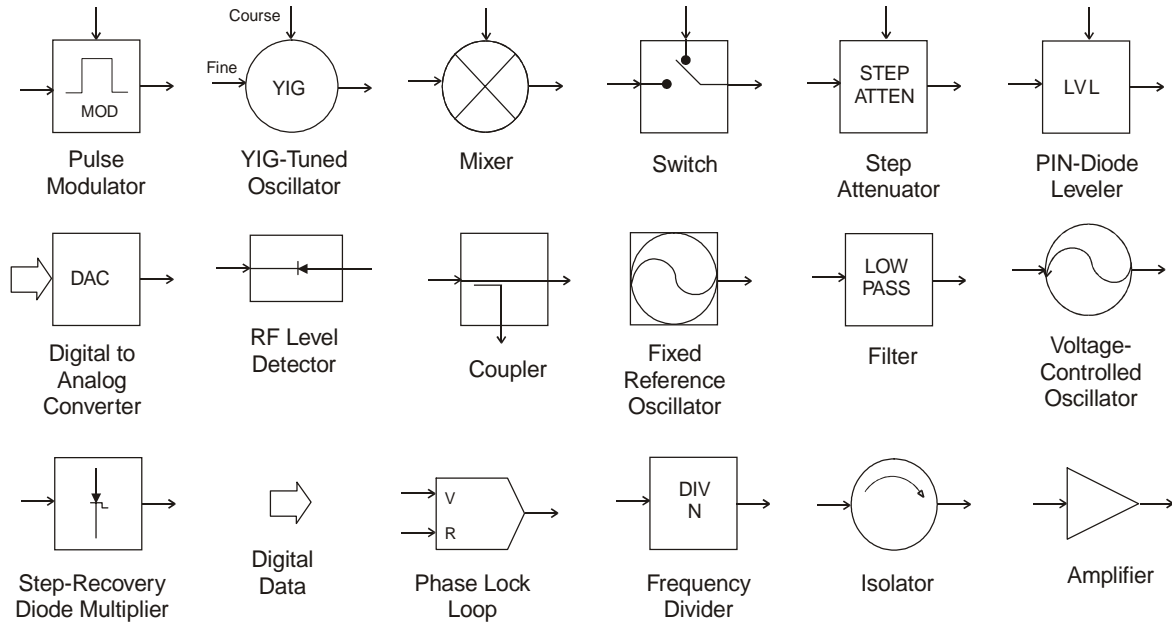 Course
Fine
MOD
YIG
STEP
ATTEN
LVL
Pulse
Modulator
YIG-Tuned
Oscillator
Mixer
Switch
Step
Attenuator
PIN-Diode
Leveler
DAC
LOW
PASS
Digital to
Analog
Converter
RF Level
Detector
Coupler
Fixed
Reference
Oscillator
Filter
Voltage-
Controlled
Oscillator
V
R
DIV
N
Step-Recovery
Diode Multiplier
Digital
Data
Phase Lock
Loop
Frequency
Divider
Isolator
Amplifier